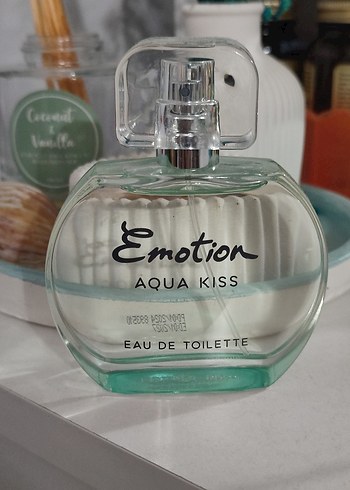 Coconut
&
Vanilla
Emotion
AQUA KISS
EAU DE TOILETTE